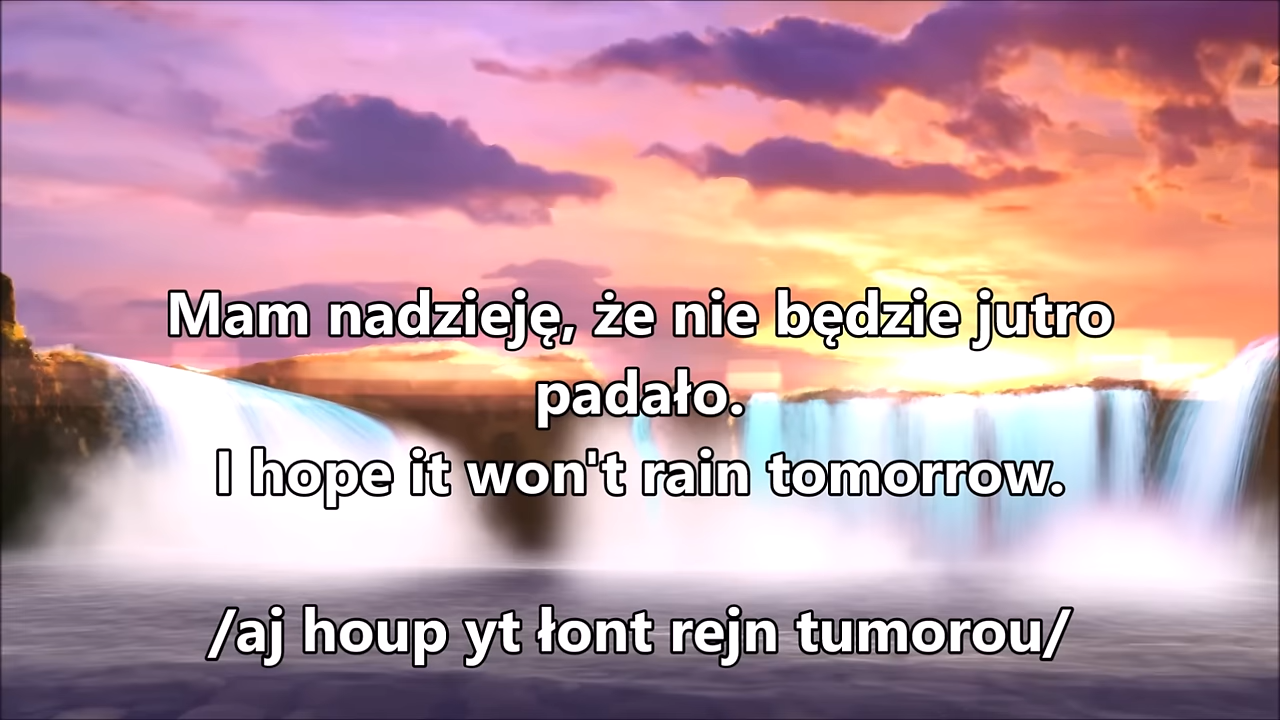 Mam nadzieję, że nie będzie jutro
padało.
I hope it won't rain tomorrow.
/aj houp yt łont rejn tumorou/